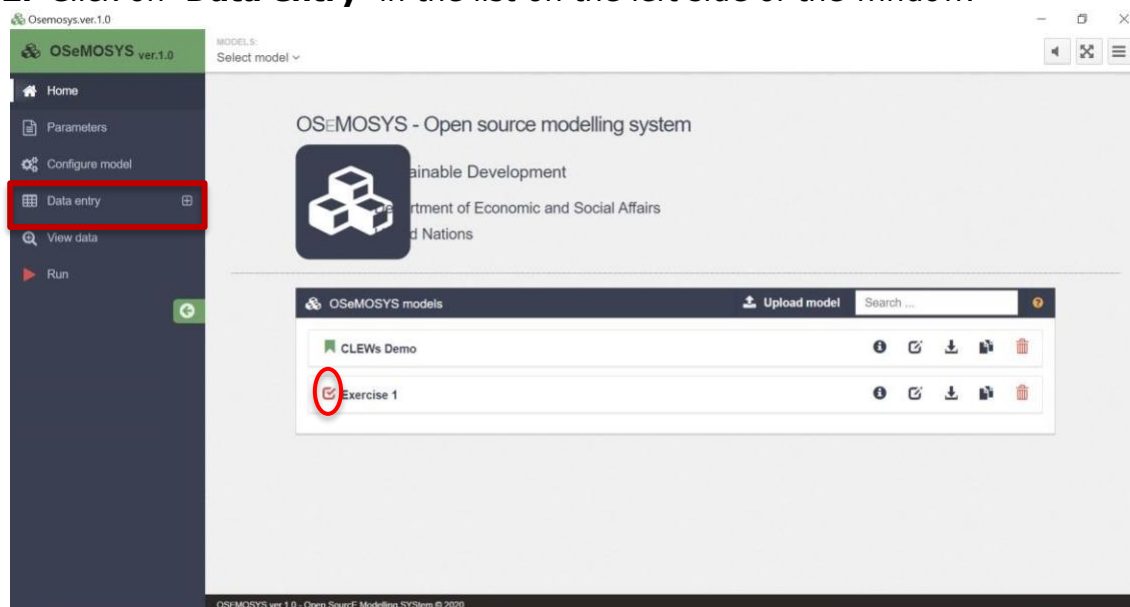 2. Click on "Data Entry" in the list on the left side of the window.
Osemosys.ver.1.0
OSeMOSYS ver.1.0
MODELS:
Select model
Home
Parameters
Configure model
Data entry
View data
Run
OSEMOSYS - Open source modelling system
ainable Development
rtment of Economic and Social Affairs
d Nations
OSeMOSYS models
Upload model
Search ...
CLEWs Demo
Exercise 1
OSEMOSYS ver 1.0 - Open SourcE Modelling SYStem @ 2020